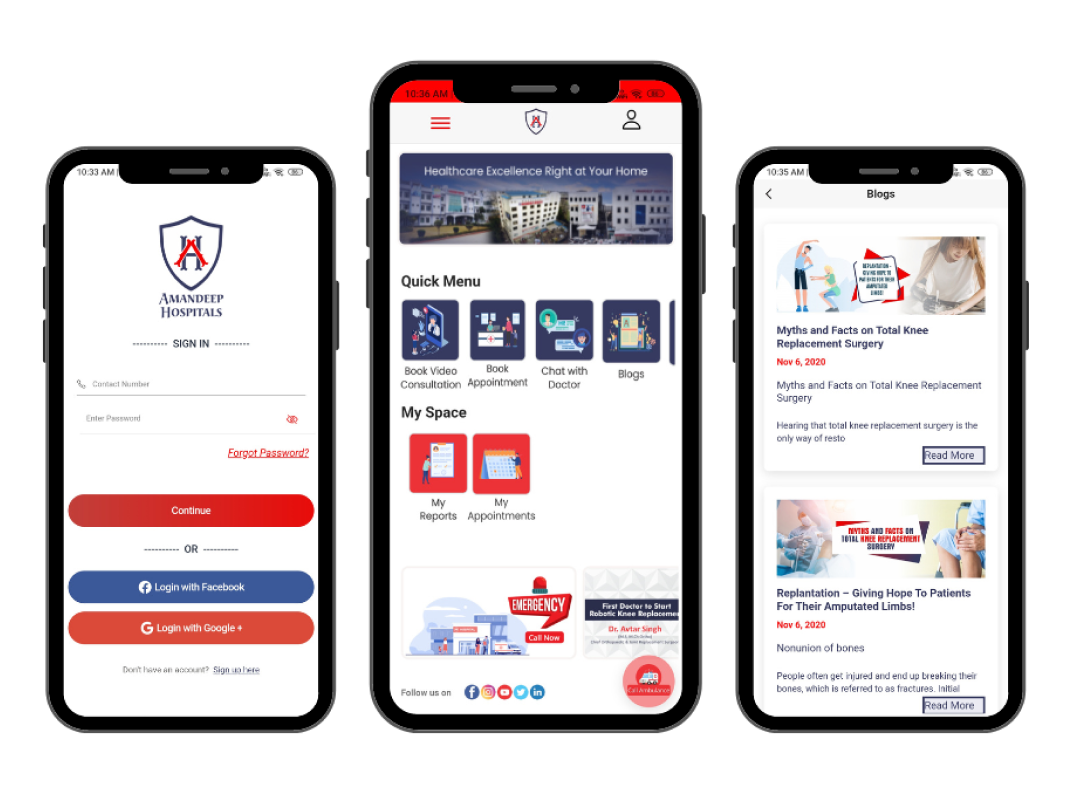 10:33 AM
AMANDEEP
HOSPITALS
---------- SIGN IN ----------
Contact Number
Enter Password
Forgot Password?
Continue
---------- OR ----------
Login with Facebook
Login with Google +
Don't have an account? Sign up here
10:36 AM
Healthcare Excellence Right at Your Home
Quick Menu
Book Video
Consultation
Book
Appointment
Chat with
Doctor
Blogs
My Space
My
Reports
My
Appointments
EMERGENCY
Call Now
First Doctor to Start
Robotic Knee Replacemen
Dr. Avtar Singh
Follow us on
Call Ambulance
10:35 AM
Blogs
REPLANTATION -
GIVING HOPE TO
PATIENTS FOR THEIR
AMPUTATED
LIMBS!
Myths and Facts on Total Knee
Replacement Surgery
Nov 6, 2020
Myths and Facts on Total Knee Replacement
Surgery
Hearing that total knee replacement surgery is the
only way of resto
Read More
MYTHS AND FACTS ON
TOTAL KNEE REPLACEMENT
SURGERY
Replantation – Giving Hope To Patients
For Their Amputated Limbs!
Nov 6, 2020
Nonunion of bones
People often get injured and end up breaking their
bones, which is referred to as fractures. Initial
Read More